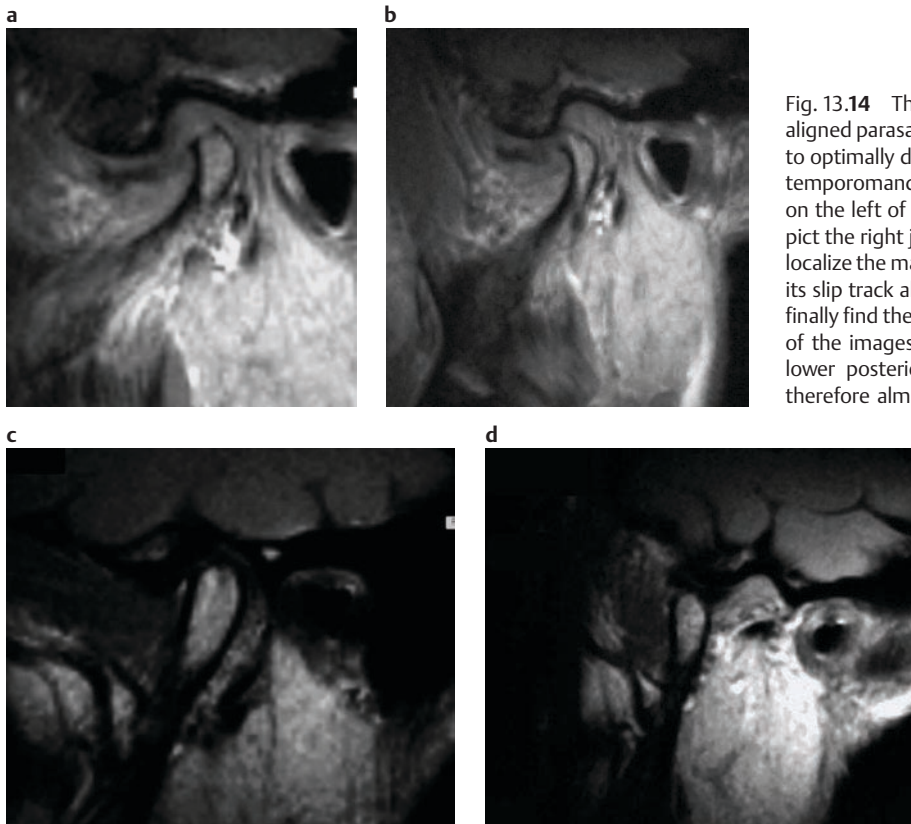 a
b
Fig. 13.14 Th
aligned parasa
to optimally d
temporomand
on the left of
pict the right j
localize the ma
its slip track a
finally find the
of the images
lower posteri
therefore alm
c
d